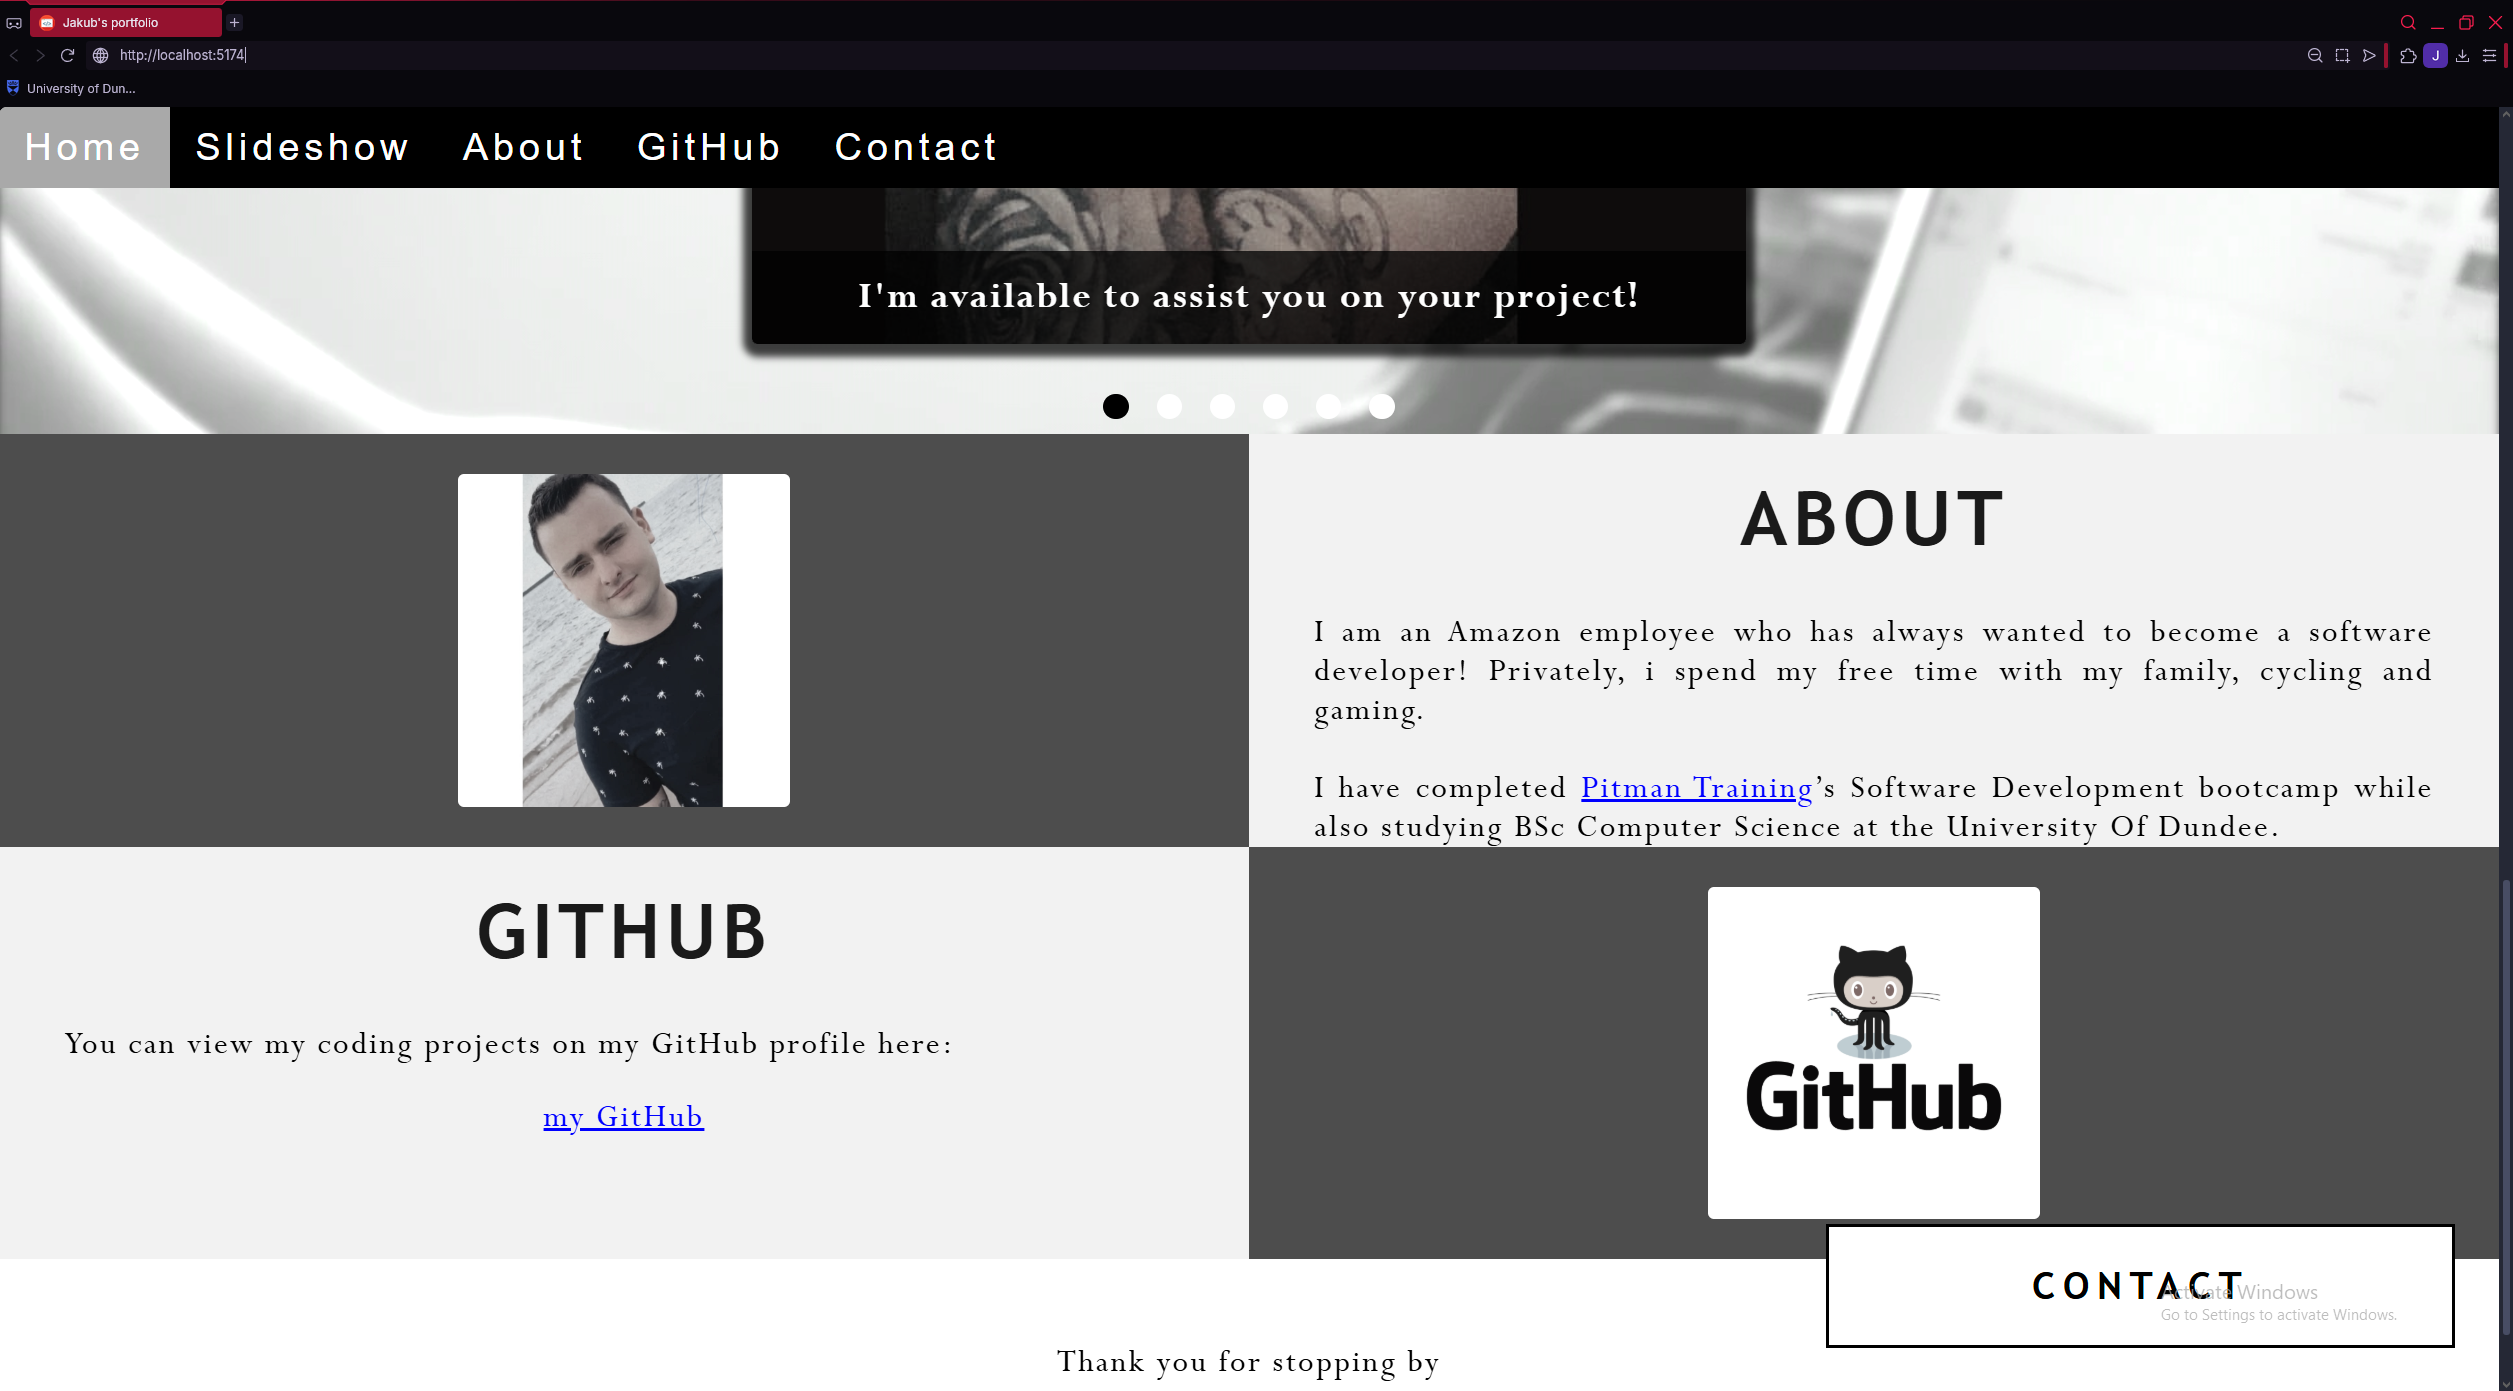 Jakub's portfolio
http://localhost:5174
J
University of Dun...
Home Slideshow About GitHub Contact
I'm available to assist you on your project!
ABOUT
I am an Amazon employee who has always wanted to become a software
developer! Privately, i spend my free time with my family, cycling and
gaming.
I have completed Pitman Training’s Software Development bootcamp while
also studying BSc Computer Science at the University Of Dundee.
GITHUB
You can view my coding projects on my GitHub profile here:
my GitHub
GitHub
CONTACT
Activate Windows
Go to Settings to activate Windows.
Thank you for stopping by